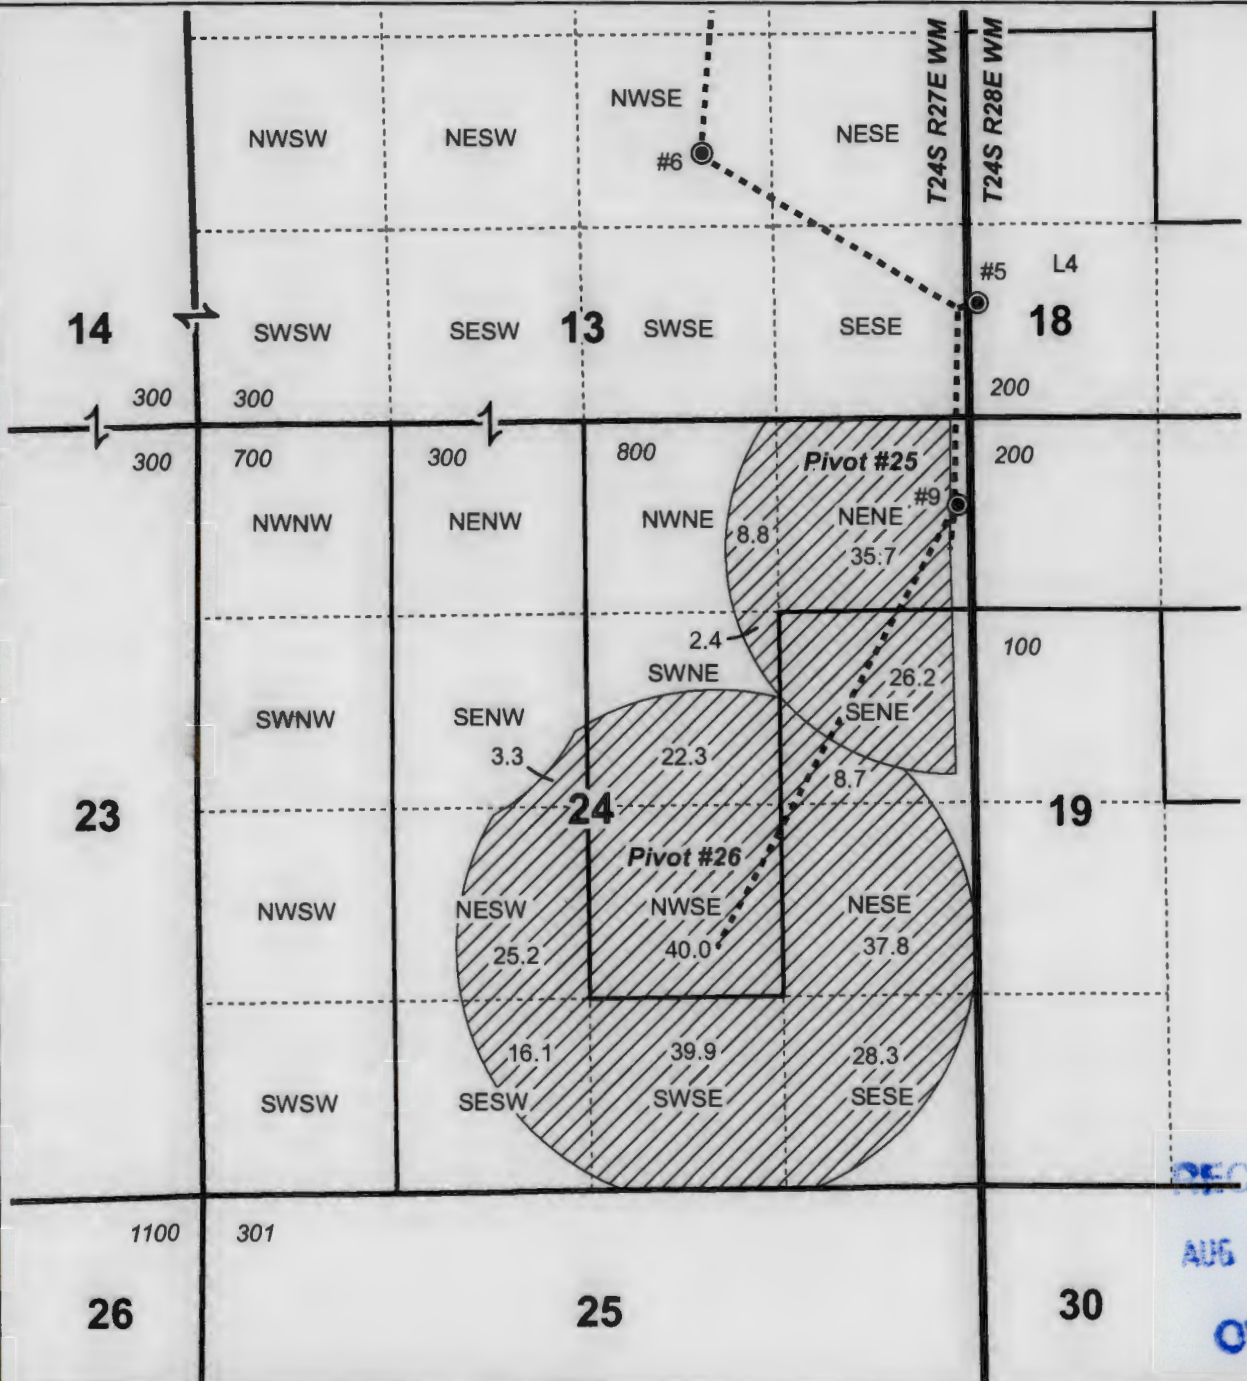 T24S R27E WM
T24S R28E WM
NWSE
NWSW NESW NESE
#6
#5 L4
14 SWSW SESW 13 SWSE SESE 18
300 300 200
300 700 300 800 Pivot #25 200
#9
NWNW NENW NWNE NENE
8.8 35.7
2.4 100
SWNE 26.2
SWNW SENW SENE
3.3 22.3 8.7
23 24 19
Pivot #26
NWSW NESW NWSE NESE
25.2 40.0 37.8
16.1 39.9 28.3
SWSW SESW SWSE SESE
1100 301
AUG
26 25 30